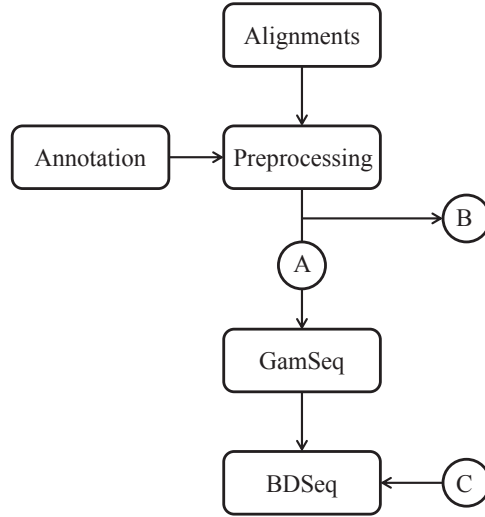 Alignments
Annotation
Preprocessing
B
A
GamSeq
BDSeq
C